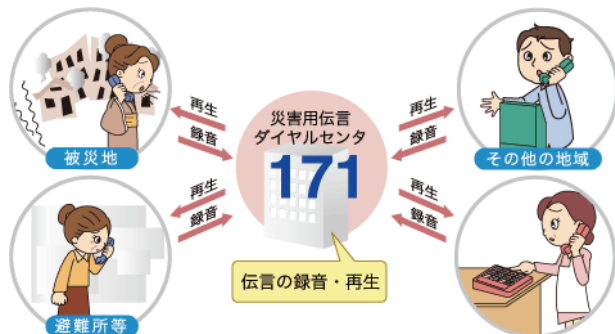 災害用伝言
ダイヤルセンタ
171
再生
録音
再生
録音
被災地
その他の地域
再生
録音
再生
録音
伝言の録音・再生
避難所等